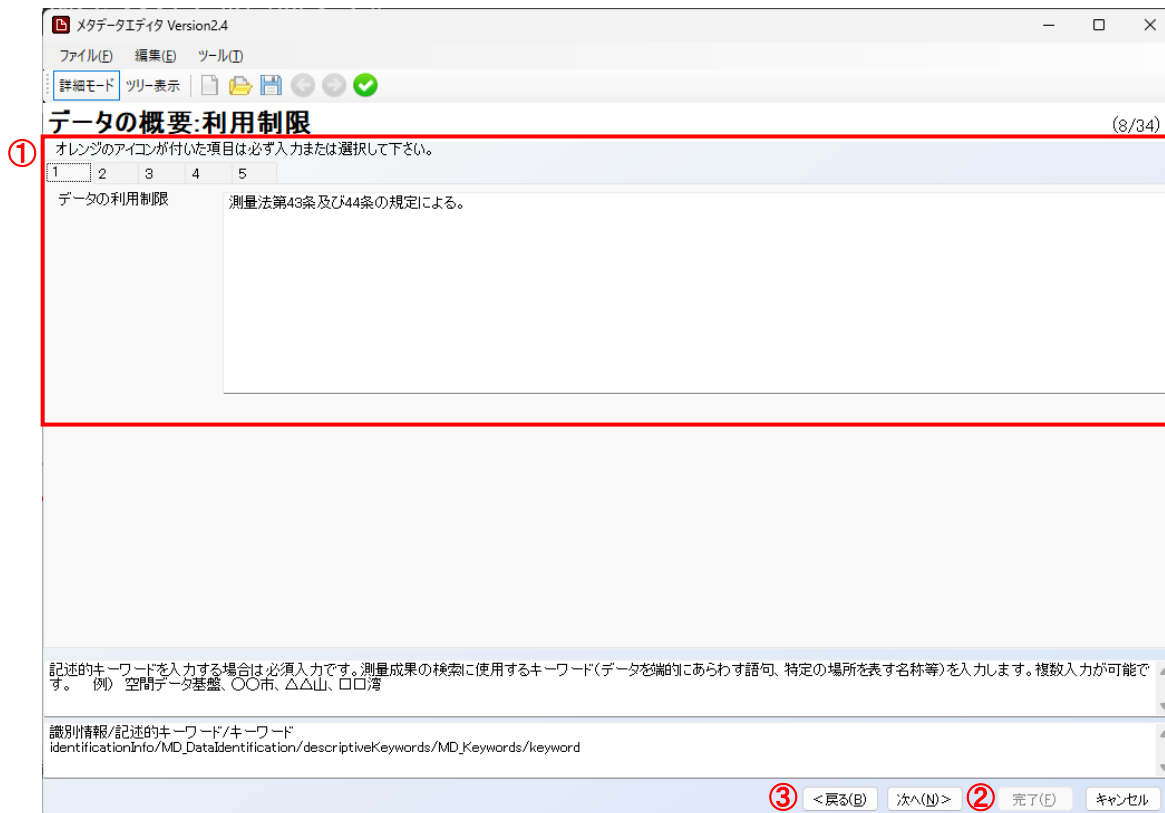 メタデータエディタ Version2.4
ファイル(F) 編集(E) ツール(T)
詳細モード ツリー表示
データの概要:利用制限 (8/34)
① オレンジのアイコンが付いた項目は必ず入力または選択して下さい。
1 2 3 4 5
データの利用制限 測量法第43条及び44条の規定による。
記述的キーワードを入力する場合は必須入力です。測量成果の検索に使用するキーワード(データを端的にあらわす語句、特定の場所を表す名称等)を入力します。複数入力が可能で
す。 例) 空間データ基盤、〇〇市、△△山、口口湾
識別情報/記述的キーワード/キーワード
identificationInfo/MD_DataIdentification/descriptiveKeywords/MD_Keywords/keyword
③ <戻る(B) 次へ(N)> ② 完了(F) キャンセル